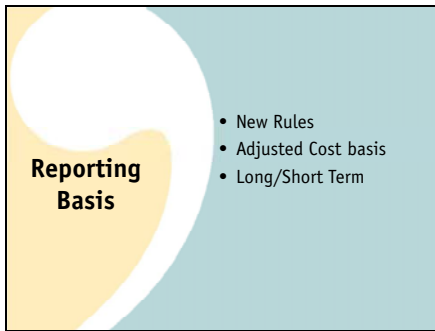 Reporting
Basis
• New Rules
• Adjusted Cost basis
• Long/Short Term